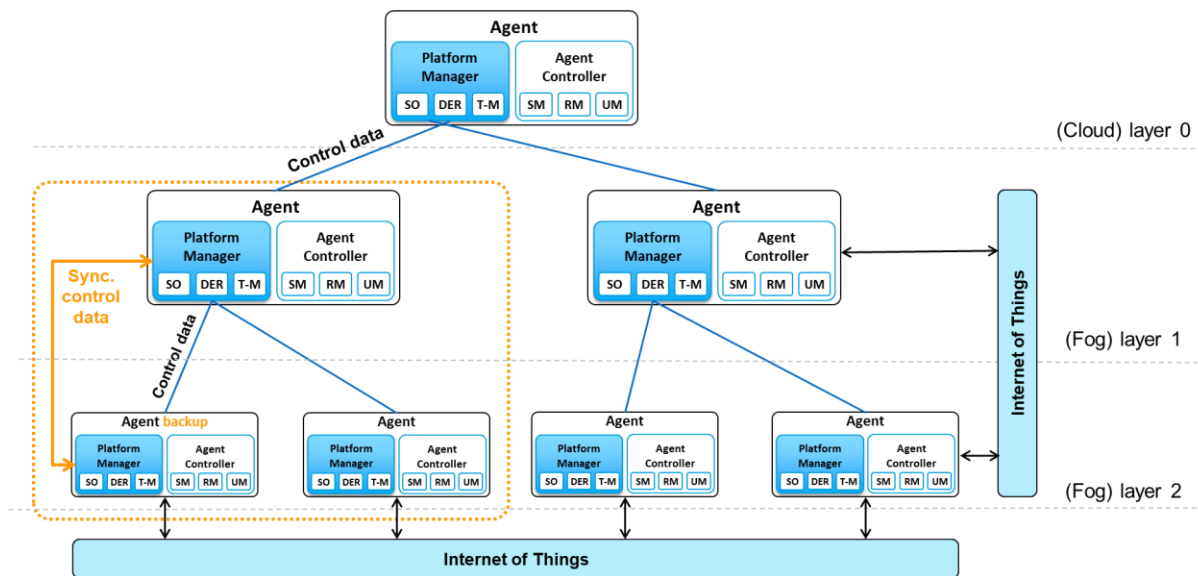 Agent
Platform Manager
SO DER T-M
Agent Controller
SM RM UM
Control data
(Cloud) layer 0
Agent
Platform Manager
SO DER T-M
Agent Controller
SM RM UM
Agent
Platform Manager
SO DER T-M
Agent Controller
SM RM UM
Sync. control data
Control data
Internet of Things
(Fog) layer 1
Agent backup
Platform Manager
SO DER T-M
Agent Controller
SM RM UM
Agent
Platform Manager
SO DER T-M
Agent Controller
SM RM UM
Agent
Platform Manager
SO DER T-M
Agent Controller
SM RM UM
Agent
Platform Manager
SO DER T-M
Agent Controller
SM RM UM
(Fog) layer 2
Internet of Things